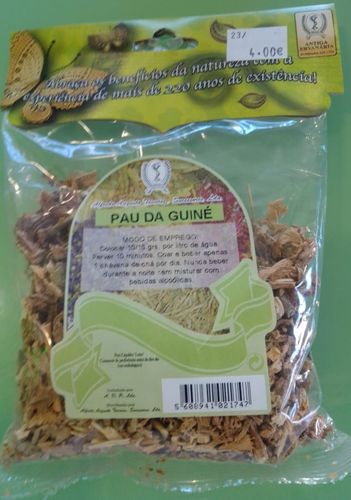 23/
4.00€
ANTIGA
ERVANÁRIA
Abraça os benefícios da natureza com a
experiência de mais de 220 anos de existência!
PAU DA GUINÉ
MODO DE EMPREGO:
Colocar 10/15 grs. por litro de água.
Ferver 10 minutos. Coar e beber apenas
1 chávena de chá por dia. Nunca beber
durante a noite nem misturar com
bebidas alcoólicas.
5 608941 021747